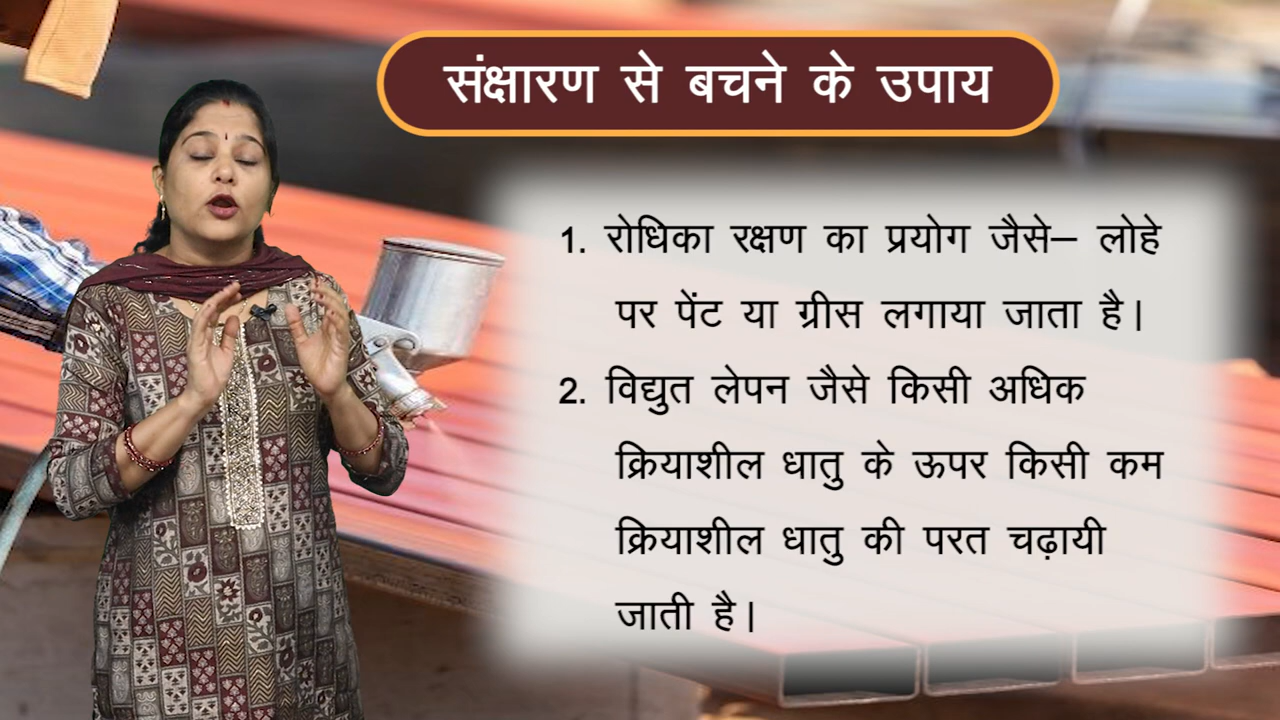 संक्षारण से बचने के उपाय
1. रोधिका रक्षण का प्रयोग जैसे– लोहे
पर पेंट या ग्रीस लगाया जाता है।
2. विद्युत लेपन जैसे किसी अधिक
क्रियाशील धातु के ऊपर किसी कम
क्रियाशील धातु की परत चढ़ायी
जाती है।